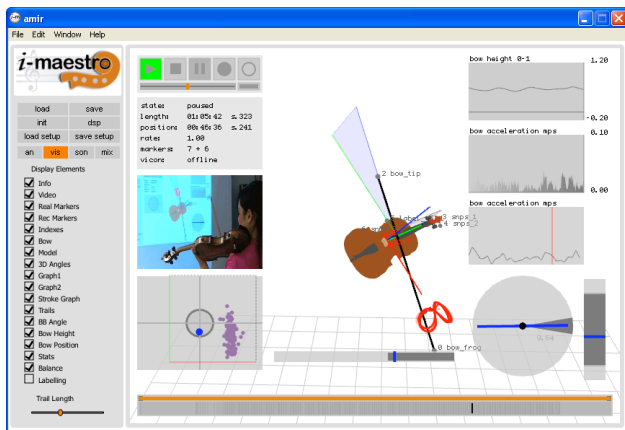 amir
File Edit Window Help
i-maestro
load save
init dsp
load setup save setup
an vis son mix
Display Elements
Info
Video
Real Markers
Rec Markers
Indexes
Bow
Model
3D Angles
Graph1
Graph2
Stroke Graph
Trails
BB Angle
Bow Height
Bow Position
Stats
Balance
Labelling
Trail Length
state: paused
length: 01:05:42 s.323
position: 00:46:36 s.241
rate: 1.00
markers: 7 + 6
vicon: offline
2 bow_tip
3 snps_1
4 snps_2
0 bow_frog
bow height 0-1 1.20
-0.20
bow acceleration mps 0.10
0.00
bow acceleration mps